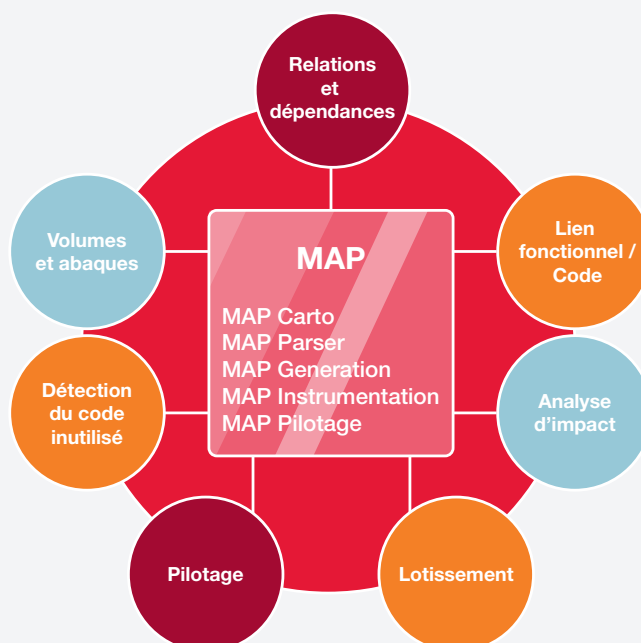 Relations
et
dépendances
Volumes
et abaques
Lien
fonctionnel /
Code
MAP
MAP Carto
MAP Parser
MAP Generation
MAP Instrumentation
MAP Pilotage
Détection
du code
inutilisé
Analyse
d'impact
Pilotage
Lotissement